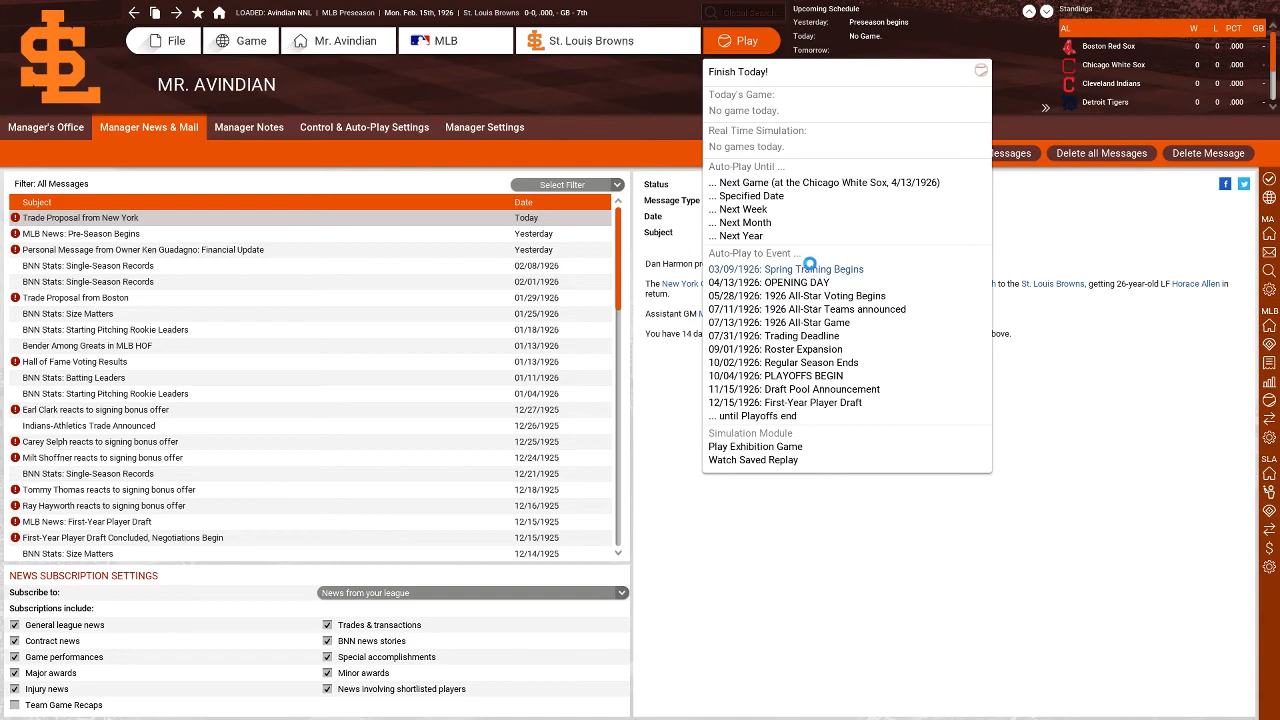 LOADED: Avindian NNL | MLB Preseason | Mon. Feb. 15th, 1926 | St. Louis Browns | 0-0, .000, - GB - 7th
Global Search...
Upcoming Schedule
Yesterday: Preseason begins
Today: No Game.
Tomorrow:
Standings
AL W L PCT GB
Boston Red Sox 0 0 .000 -
Chicago White Sox 0 0 .000 -
Cleveland Indians 0 0 .000 -
Detroit Tigers 0 0 .000 -
File
Game
Mr. Avindian
MLB
St. Louis Browns
Play
MR. AVINDIAN
Manager's Office
Manager News & Mail
Manager Notes
Control & Auto-Play Settings
Manager Settings
essages
Delete all Messages
Delete Message
Finish Today!
Today's Game:
No game today.
Real Time Simulation:
No games today.
Auto-Play Until ...
... Next Game (at the Chicago White Sox, 4/13/1926)
... Specified Date
... Next Week
... Next Month
... Next Year
Auto-Play to Event ...
03/09/1926: Spring Training Begins
04/13/1926: OPENING DAY
05/28/1926: 1926 All-Star Voting Begins
07/11/1926: 1926 All-Star Teams announced
07/13/1926: 1926 All-Star Game
07/31/1926: Trading Deadline
09/01/1926: Roster Expansion
10/02/1926: Regular Season Ends
10/04/1926: PLAYOFFS BEGIN
11/15/1926: Draft Pool Announcement
12/15/1926: First-Year Player Draft
... until Playoffs end
Simulation Module
Play Exhibition Game
Watch Saved Replay
Filter: All Messages
Select Filter
Subject Date
Trade Proposal from New York Today
MLB News: Pre-Season Begins Yesterday
Personal Message from Owner Ken Guadagno: Financial Update Yesterday
BNN Stats: Single-Season Records 02/08/1926
BNN Stats: Single-Season Records 02/01/1926
Trade Proposal from Boston 01/29/1926
BNN Stats: Size Matters 01/25/1926
BNN Stats: Starting Pitching Rookie Leaders 01/18/1926
Bender Among Greats in MLB HOF 01/13/1926
Hall of Fame Voting Results 01/13/1926
BNN Stats: Batting Leaders 01/11/1926
BNN Stats: Starting Pitching Rookie Leaders 01/04/1926
Earl Clark reacts to signing bonus offer 12/27/1925
Indians-Athletics Trade Announced 12/26/1925
Carey Selph reacts to signing bonus offer 12/25/1925
Milt Shoffner reacts to signing bonus offer 12/24/1925
BNN Stats: Single-Season Records 12/21/1925
Tommy Thomas reacts to signing bonus offer 12/18/1925
Ray Hayworth reacts to signing bonus offer 12/16/1925
MLB News: First-Year Player Draft 12/15/1925
First-Year Player Draft Concluded, Negotiations Begin 12/15/1925
BNN Stats: Size Matters 12/14/1925
Status
Message Type
Date
Subject
Dan Harmon pr
The New York G
h to the St. Louis Browns, getting 26-year-old LF Horace Allen in
return.
Assistant GM M
You have 14 da
bove.
NEWS SUBSCRIPTION SETTINGS
Subscribe to: News from your league
Subscriptions include:
General league news
Trades & transactions
Contract news
BNN news stories
Game performances
Special accomplishments
Major awards
Minor awards
Injury news
News involving shortlisted players
Team Game Recaps
MA
MLB
SLA